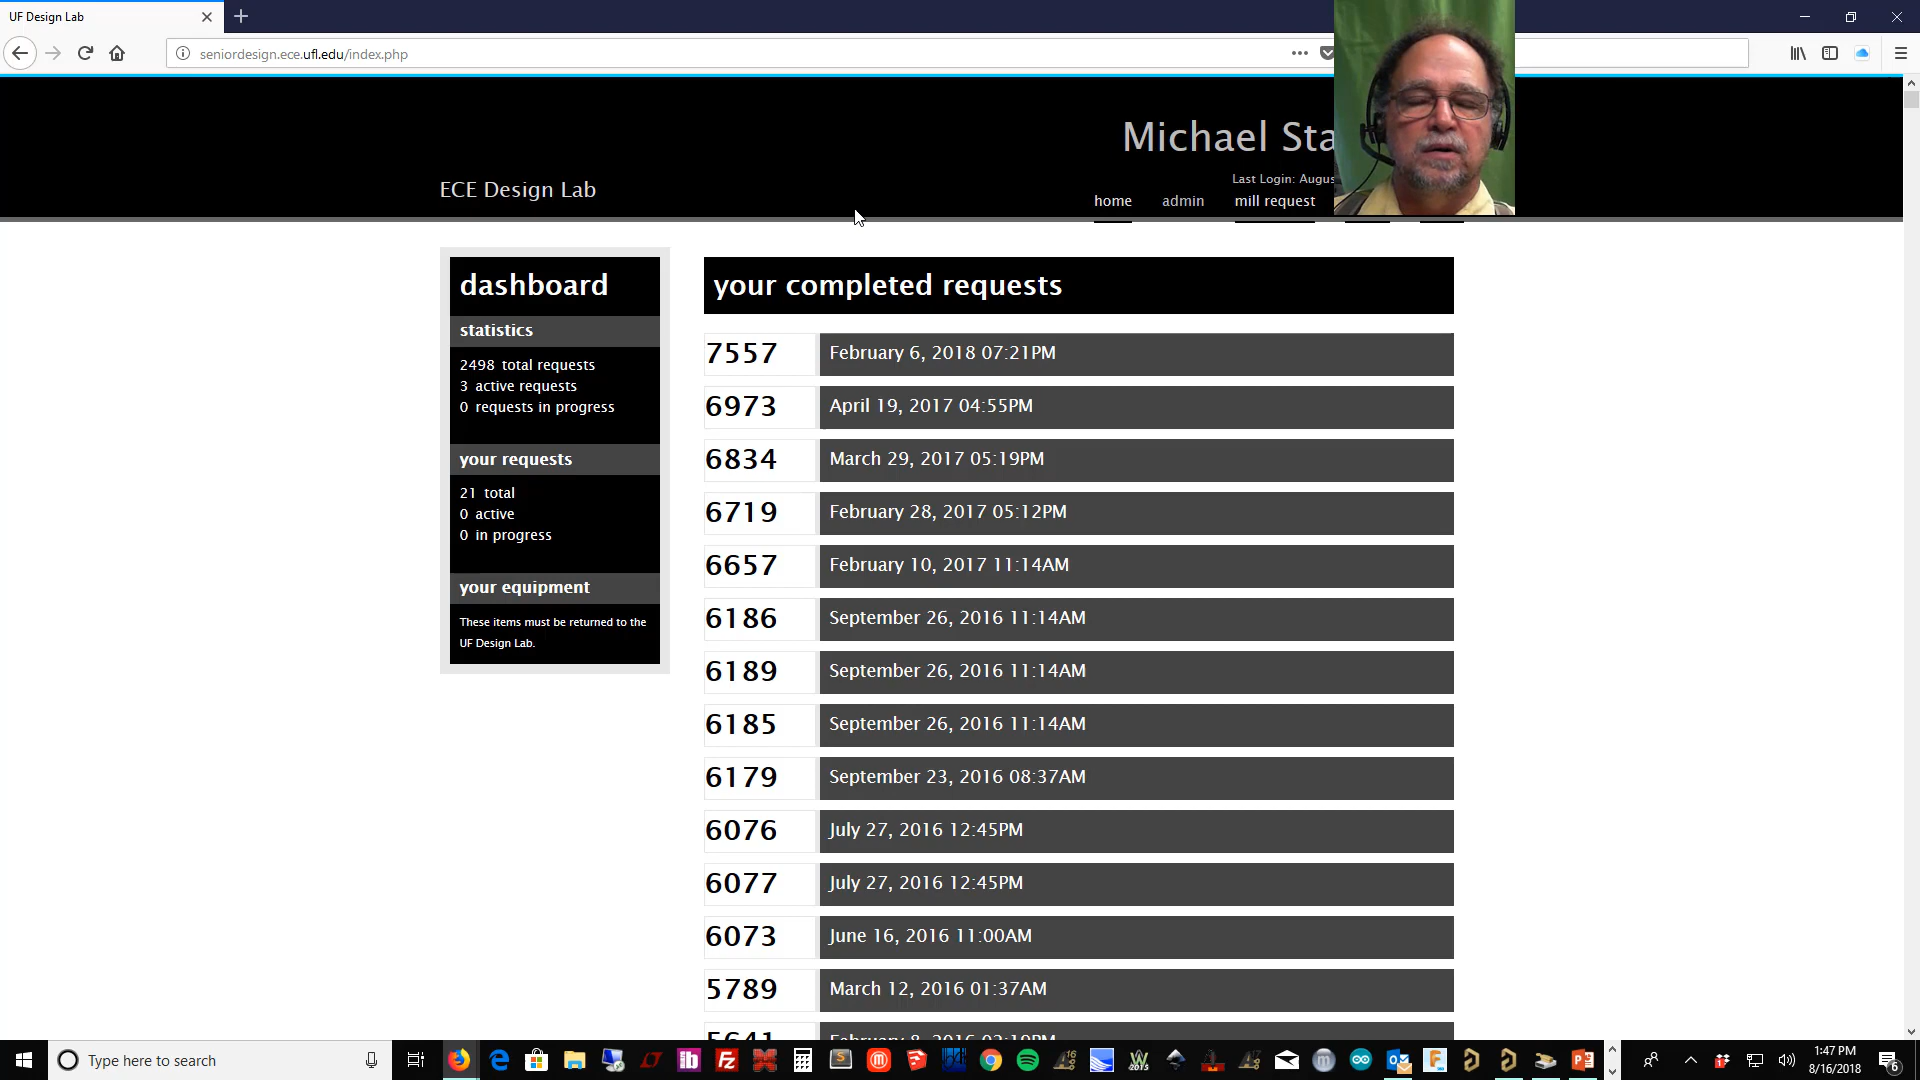 UF Design Lab
seniordesign.ece.ufl.edu/index.php
Michael Sta
Last Login: Augus
ECE Design Lab
home admin mill request
dashboard
statistics
2498 total requests
3 active requests
0 requests in progress
your requests
21 total
0 active
0 in progress
your equipment
These items must be returned to the
UF Design Lab.
your completed requests
7557 February 6, 2018 07:21PM
6973 April 19, 2017 04:55PM
6834 March 29, 2017 05:19PM
6719 February 28, 2017 05:12PM
6657 February 10, 2017 11:14AM
6186 September 26, 2016 11:14AM
6189 September 26, 2016 11:14AM
6185 September 26, 2016 11:14AM
6179 September 23, 2016 08:37AM
6076 July 27, 2016 12:45PM
6077 July 27, 2016 12:45PM
6073 June 16, 2016 11:00AM
5789 March 12, 2016 01:37AM
5641 February 8, 2016 02:19PM
Type here to search
1:47 PM
8/16/2018
6